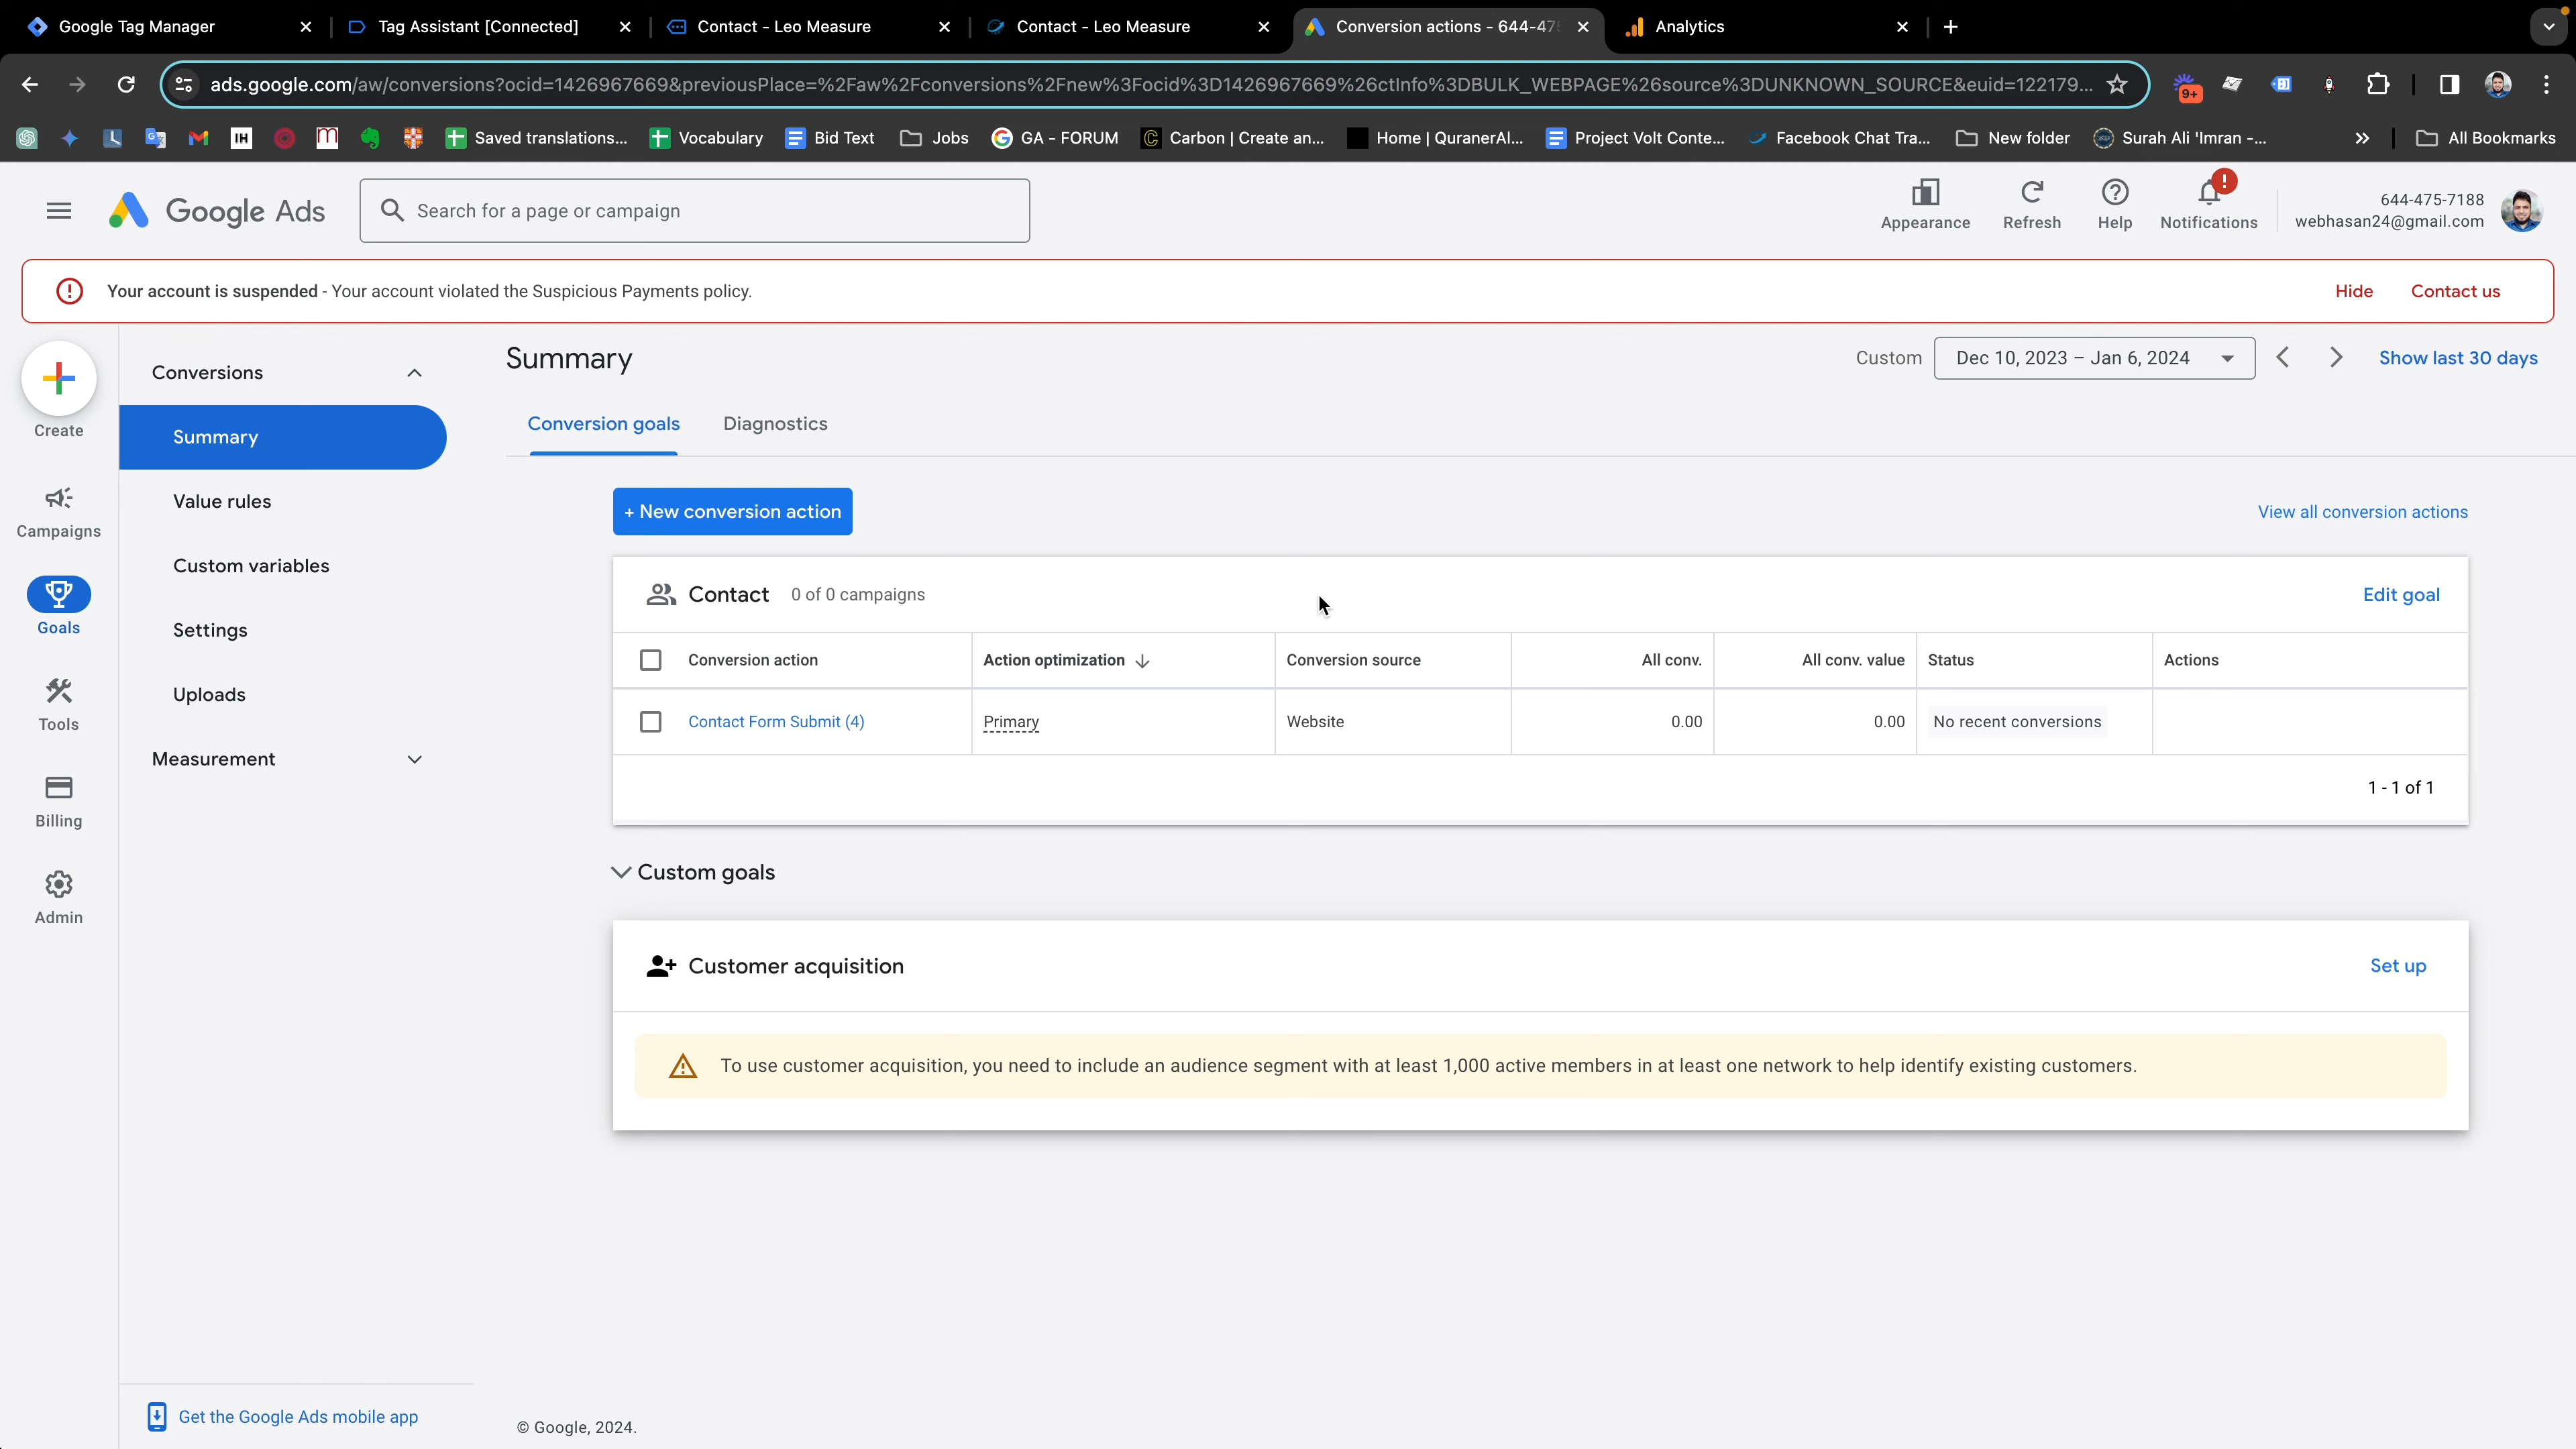 Google Tag Manager
Tag Assistant [Connected]
Contact - Leo Measure
Contact - Leo Measure
Conversion actions - 644-475
Analytics
ads.google.com/aw/conversions?ocid=1426967669&previousPlace=%2Faw%2Fconversions%2Fnew%3Focid%3D1426967669%26ctInfo%3DBULK_WEBPAGE%26source%3DUNKNOWN_SOURCE&euid=122179...
9+
Saved translations...
Vocabulary
Bid Text
Jobs
GA - FORUM
Carbon | Create an...
Home | QuranerAl...
Project Volt Conte...
Facebook Chat Tra...
New folder
Surah Ali 'Imran -...
All Bookmarks
Google Ads
Search for a page or campaign
Appearance
Refresh
Help
Notifications
644-475-7188
webhasan24@gmail.com
Your account is suspended - Your account violated the Suspicious Payments policy.
Hide
Contact us
Create
Campaigns
Goals
Tools
Billing
Admin
Conversions
Summary
Value rules
Custom variables
Settings
Uploads
Measurement
Get the Google Ads mobile app
Summary
Custom
Dec 10, 2023 – Jan 6, 2024
Show last 30 days
Conversion goals
Diagnostics
+ New conversion action
View all conversion actions
Contact 0 of 0 campaigns
Edit goal
Conversion action
Action optimization
Conversion source
All conv.
All conv. value
Status
Actions
Contact Form Submit (4)
Primary
Website
0.00
0.00
No recent conversions
1 - 1 of 1
Custom goals
Customer acquisition
Set up
To use customer acquisition, you need to include an audience segment with at least 1,000 active members in at least one network to help identify existing customers.
© Google, 2024.